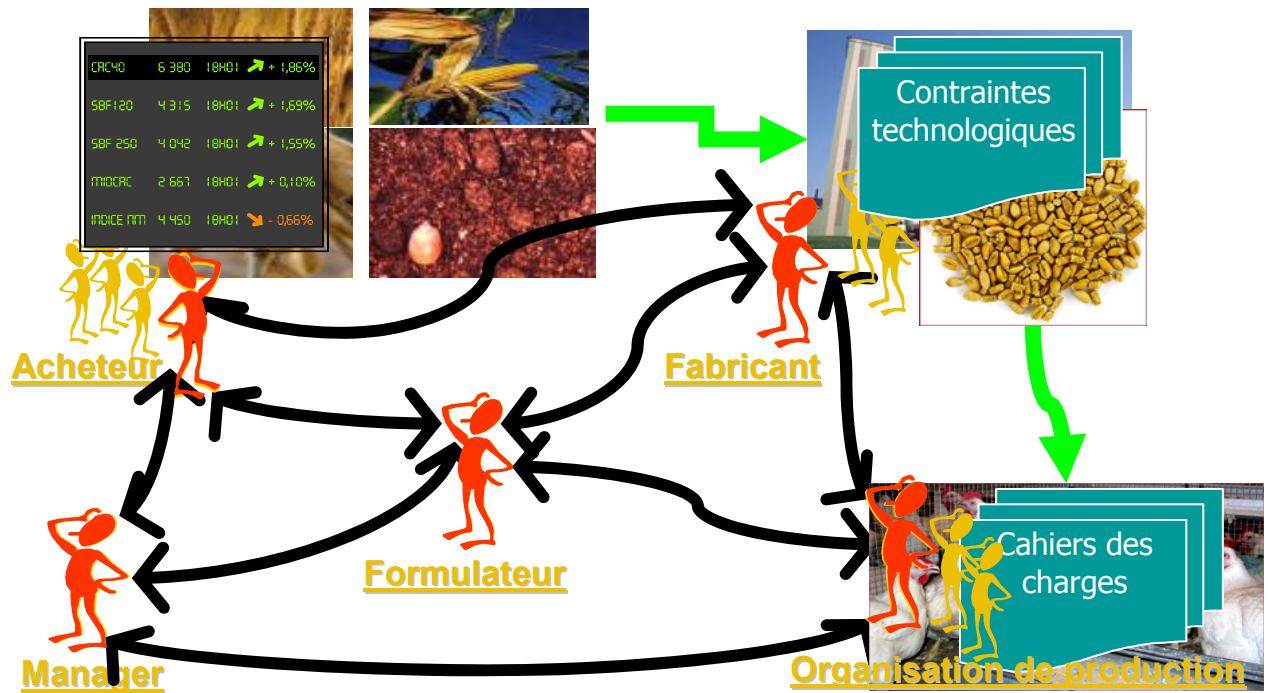 CAC40 6 380 18H01 + 1,86%
SBF120 4 315 18H01 + 1,69%
SBF 250 4 042 18H01 + 1,55%
MIDCAC 2 667 18H01 + 0,10%
INDICE NM 4 450 18H01 - 0,66%
Contraintes
technologiques
Acheteur
Fabricant
Formulateur
Cahiers des
charges
Manager
Organisation de production